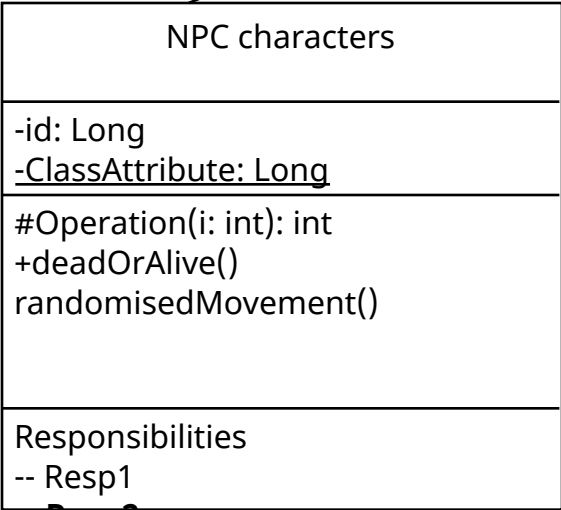 NPC characters
-id: Long
-ClassAttribute: Long
#Operation(i: int): int
+deadOrAlive()
randomisedMovement()
Responsibilities
-- Resp1